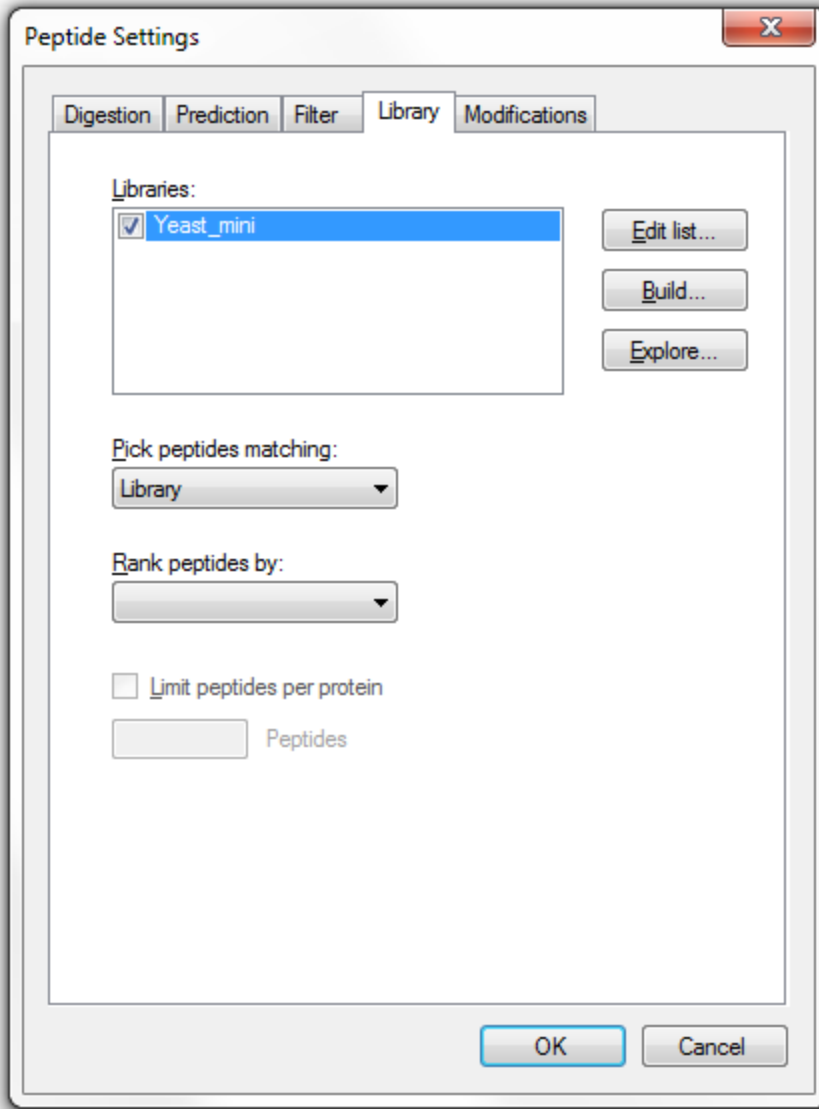 Peptide Settings
Digestion Prediction Filter Library Modifications
Libraries:
Yeast_mini
Edit list...
Build...
Explore...
Pick peptides matching:
Library
Rank peptides by:
Limit peptides per protein
Peptides
OK Cancel